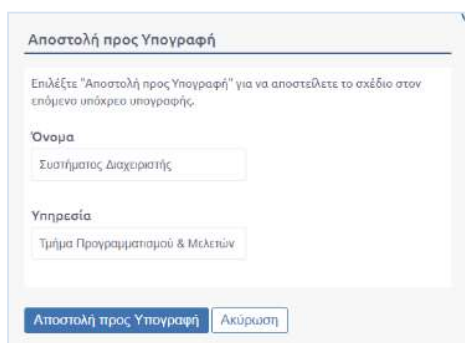 Αποστολή προς Υπογραφή
Επιλέξτε "Αποστολή προς Υπογραφή" για να αποστείλετε το σχέδιο στον
επόμενο υπόχρεο υπογραφής.
Όνομα
Συστήματος Διαχειριστής
Υπηρεσία
Τμήμα Προγραμματισμού & Μελετών
Αποστολή προς Υπογραφή Ακύρωση